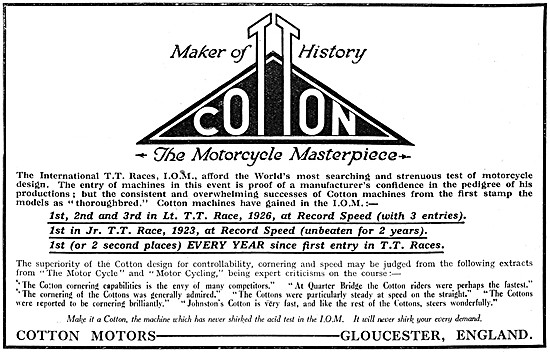 Maker of History
COTTON
The Motorcycle Masterpiece
The International T.T. Races, I.O.M., afford the World's most searching and strenuous test of motorcycle
design. The entry of machines in this event is proof of a manufacturer's confidence in the pedigree of his
productions; but the consistent and overwhelming successes of Cotton machines from the first stamp the
models as "thoroughbred." Cotton machines have gained in the I.O.M. :—
1st, 2nd and 3rd in Lt. T.T. Race, 1926, at Record Speed (with 3 entries).
1st in Jr. T.T. Race, 1923, at Record Speed (unbeaten for 2 years).
1st (or 2 second places) EVERY YEAR since first entry in T.T. Races.
The superiority of the Cotton design for controllability, cornering and speed may be judged from the following extracts
from "The Motor Cycle" and "Motor Cycling," being expert criticisms on the course :—
"The Cotton cornering capabilities is the envy of many competitors." "At Quarter Bridge the Cotton riders were perhaps the fastest."
"The cornering of the Cottons was generally admired." "The Cottons were particularly steady at speed on the straight." "The Cottons
were reported to be cornering brilliantly." "Johnston's Cotton is very fast, and like the rest of the Cottons, steers wonderfully."
Make it a Cotton, the machine which has never shirked the acid test in the I.O.M. It will never shirk your every demand.
COTTON MOTORS——GLOUCESTER, ENGLAND.